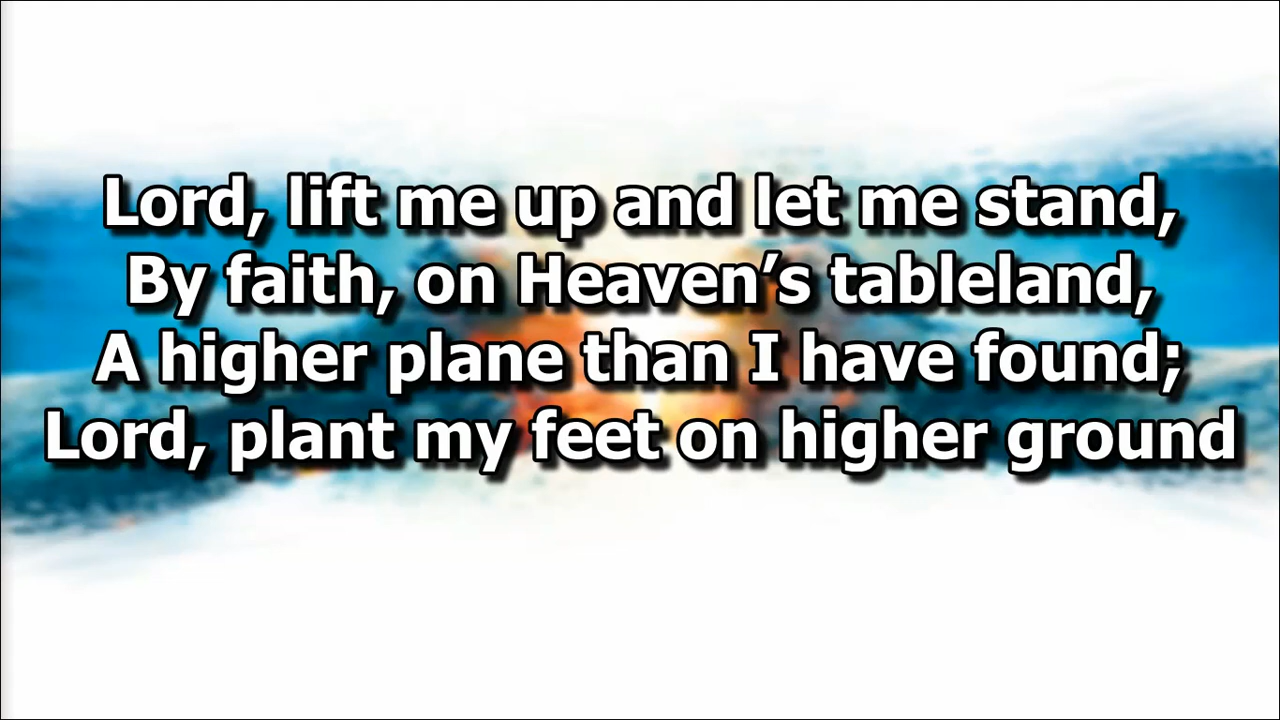 Lord, lift me up and let me stand,
By faith, on Heaven’s tableland,
A higher plane than I have found;
Lord, plant my feet on higher ground